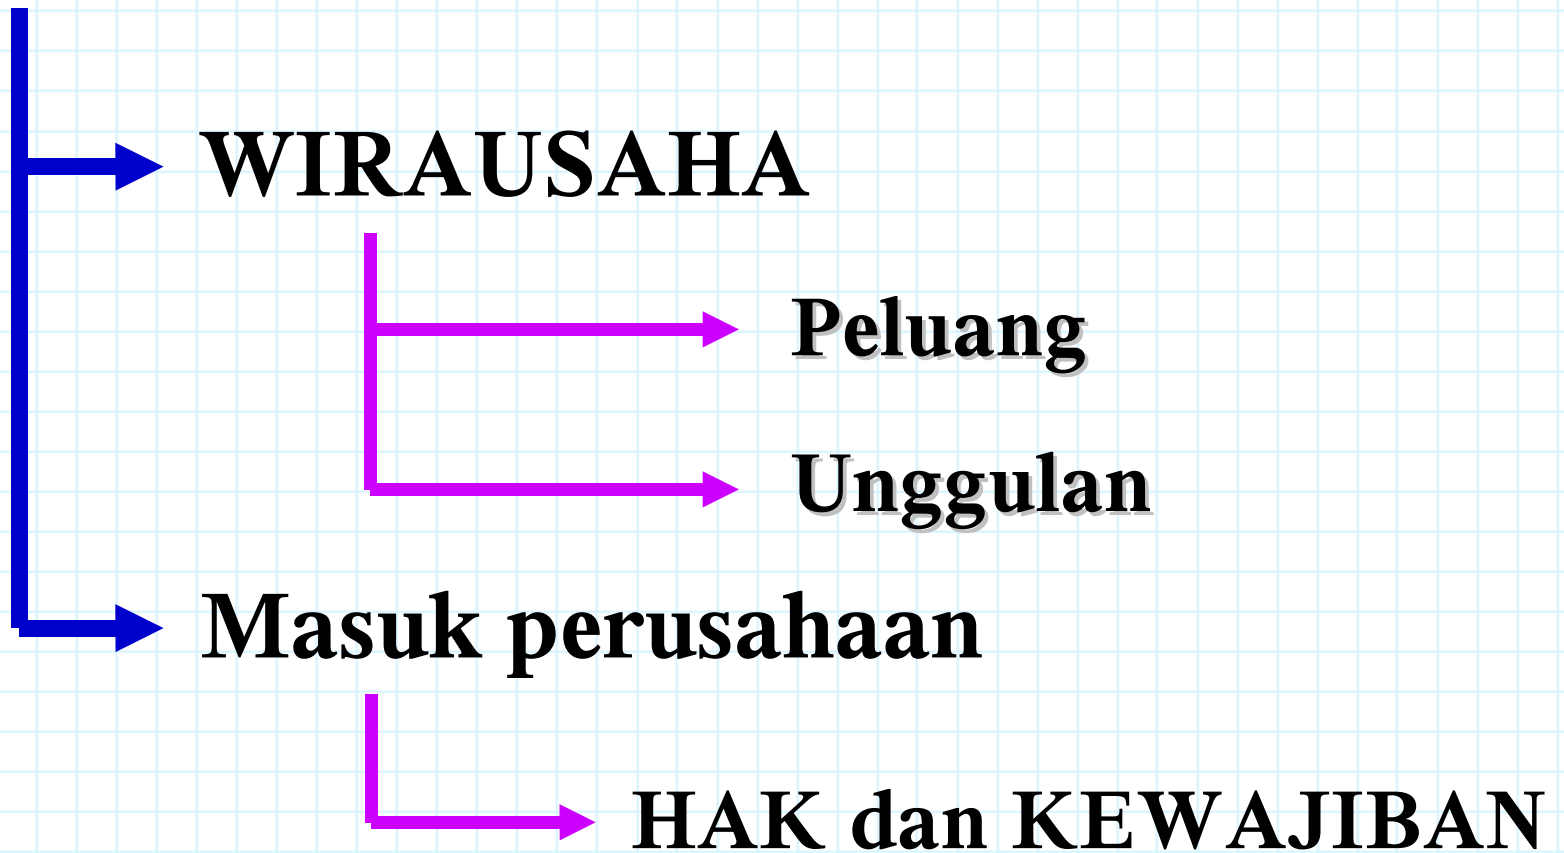 WIRAUSAHA
Peluang
Unggulan
Masuk perusahaan
HAK dan KEWAJIBAN